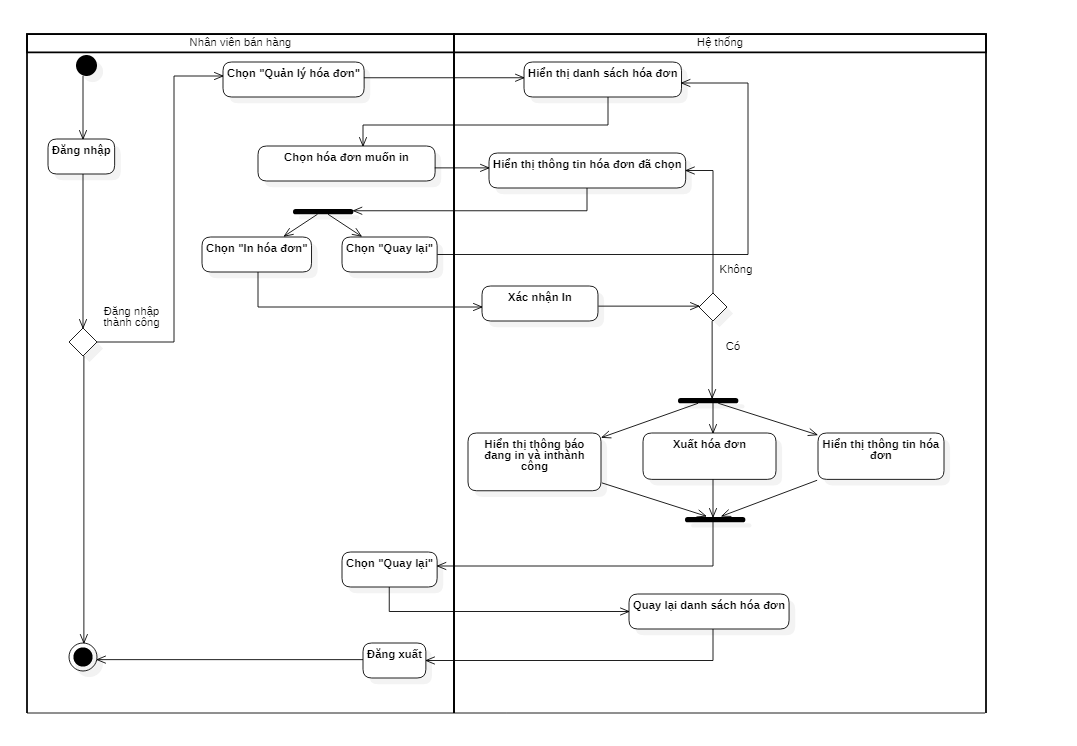 Nhân viên bán hàng
Hệ thống
Chọn "Quản lý hóa đơn"
Hiển thị danh sách hóa đơn
Đăng nhập
Chọn hóa đơn muốn in
Hiển thị thông tin hóa đơn đã chọn
Chọn "In hóa đơn"
Chọn "Quay lại"
Không
Xác nhận In
Đăng nhập
thành công
Có
Hiển thị thông báo
đang in và inthành
công
Xuất hóa đơn
Hiển thị thông tin hóa
đơn
Chọn "Quay lại"
Quay lại danh sách hóa đơn
Đăng xuất